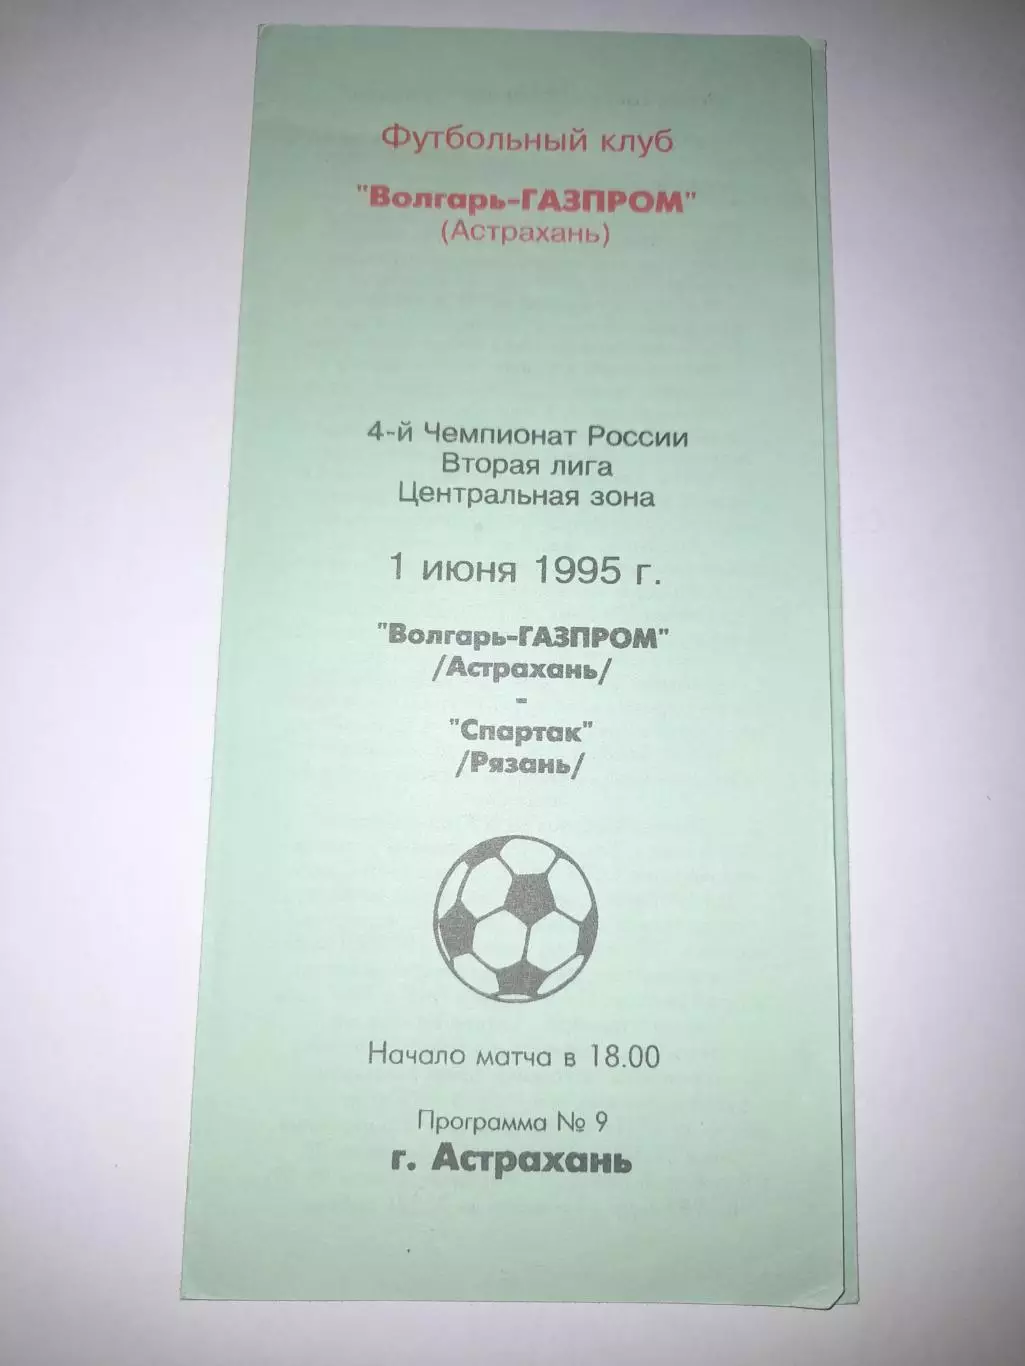 Футбольный клуб
"Волгарь-ГАЗПРОМ"
(Астрахань)
4-й Чемпионат России
Вторая лига
Центральная зона
1 июня 1995 г.
"Волгарь-ГАЗПРОМ"
/Астрахань/
-
"Спартак"
/Рязань/
Начало матча в 18.00
Программа № 9
г. Астрахань